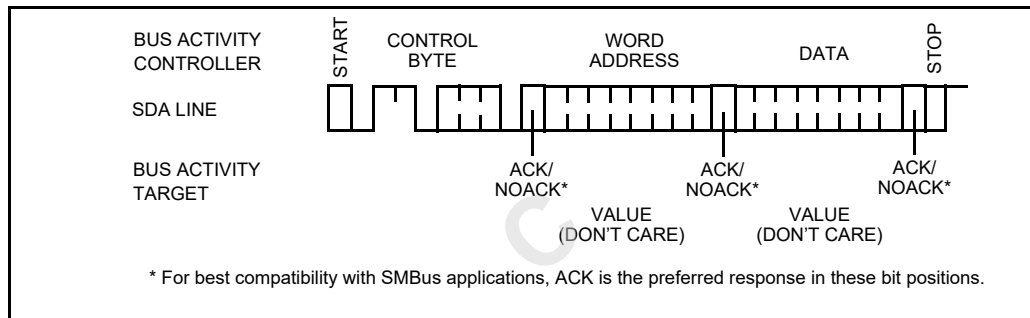 BUS ACTIVITY
CONTROLLER
START
CONTROL
BYTE
WORD
ADDRESS
DATA
STOP
SDA LINE
BUS ACTIVITY
TARGET
ACK/
NOACK*
ACK/
NOACK*
ACK/
NOACK*
VALUE
(DON'T CARE)
VALUE
(DON'T CARE)
C
* For best compatibility with SMBus applications, ACK is the preferred response in these bit positions.